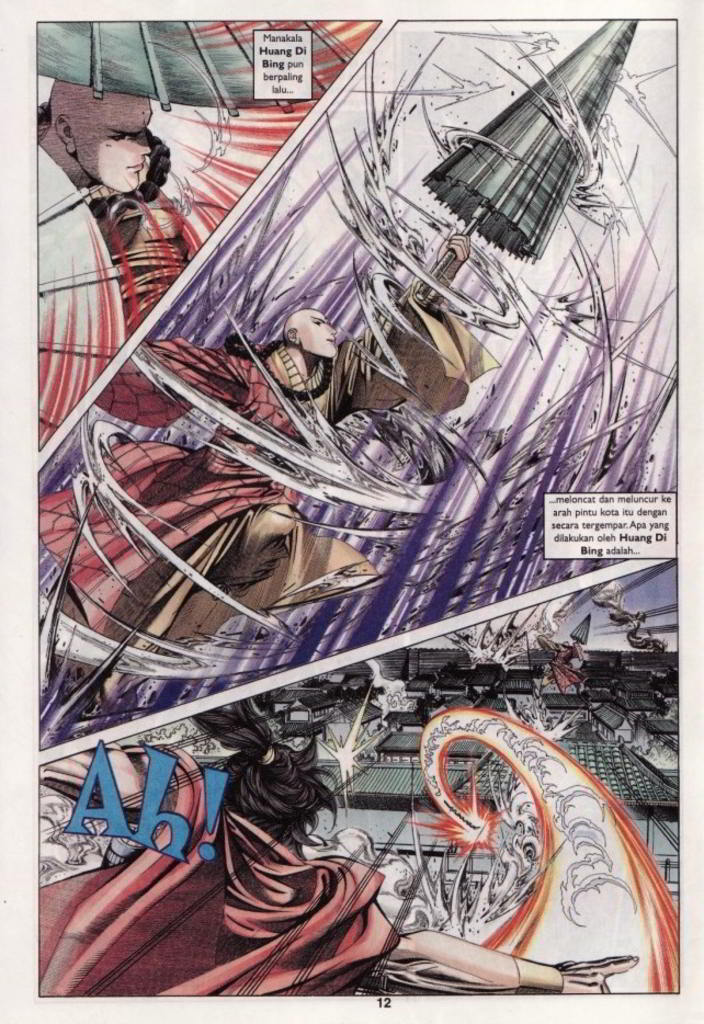 Manakala
Huang Di
Bing pun
berpaling
lalu...
...meloncat dan meluncur ke
arah pintu kota itu dengan
secara tergempar. Apa yang
dilakukan oleh Huang Di
Bing adalah...
Ah!
12